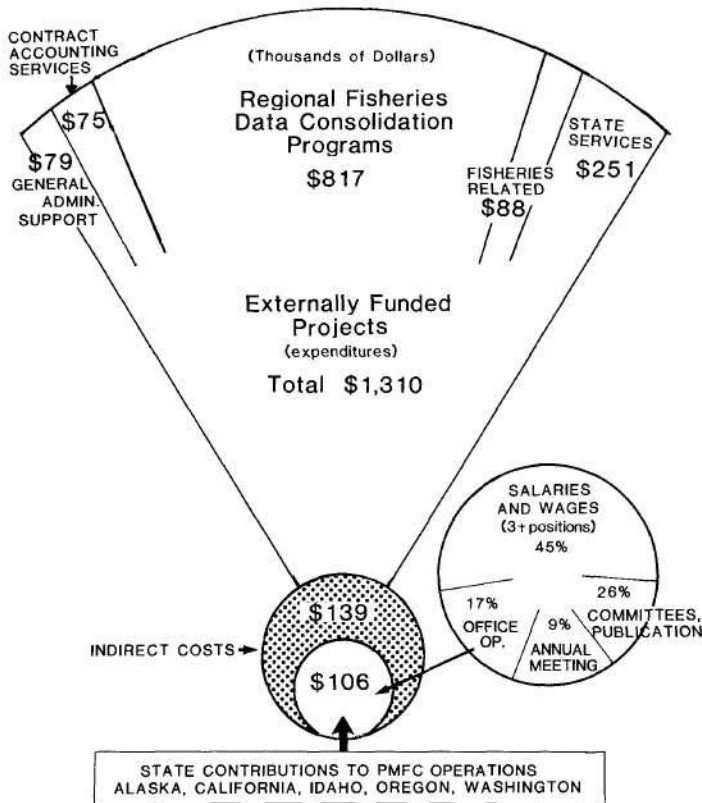 CONTRACT
ACCOUNTING
SERVICES
$75
$79
GENERAL
ADMIN.
SUPPORT
(Thousands of Dollars)
Regional Fisheries
Data Consolidation
Programs
$817
FISHERIES
RELATED
$88
STATE
SERVICES
$251
Externally Funded
Projects
(expenditures)
Total $1,310
SALARIES
AND WAGES
(3+positions)
45%
17%
OFFICE
OP.
9%
ANNUAL
MEETING
26%
COMMITTEES,
PUBLICATION
$139
INDIRECT COSTS
$106
STATE CONTRIBUTIONS TO PMFC OPERATIONS
ALASKA, CALIFORNIA, IDAHO, OREGON, WASHINGTON